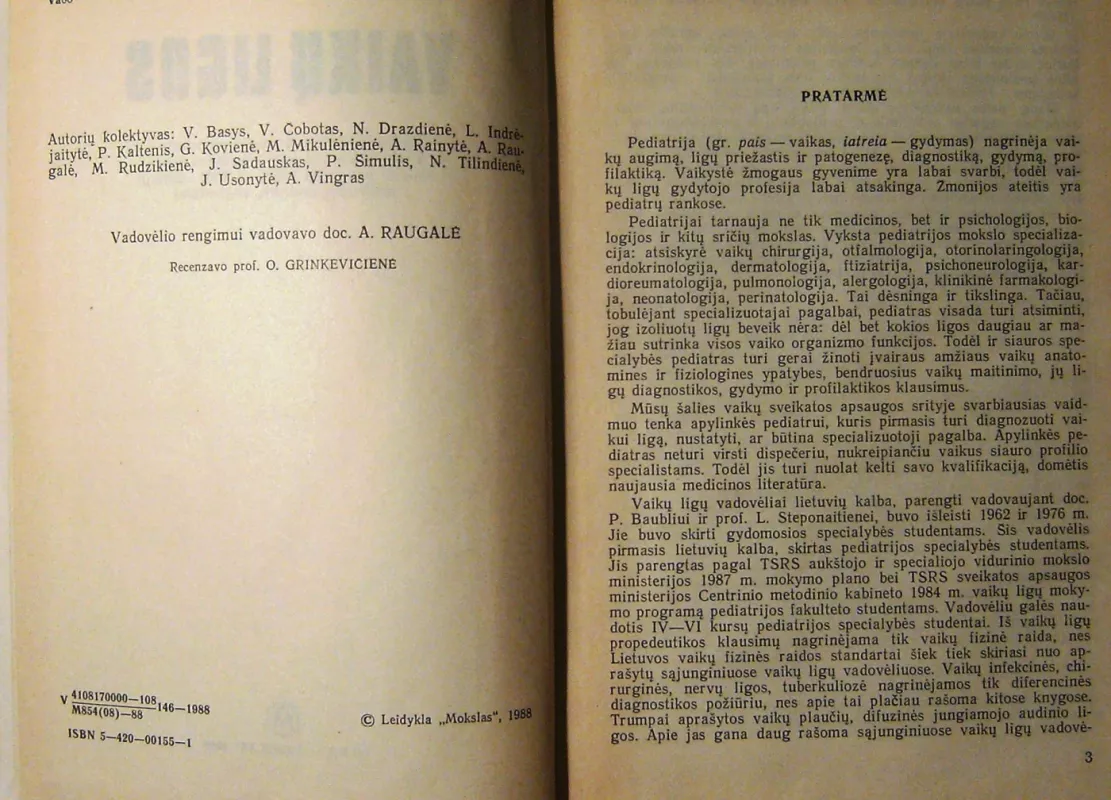 VAIKŲ LIGOS
Autorių kolektyvas: V. Basys, V. Čobotas, N. Drazdienė, L. Indrė-
jaitytė, P. Kaltenis, G. Kovienė, M. Mikulėnienė, A. Rainytė, A. Rau-
galė, M. Rudzikienė, J. Sadauskas, P. Šimulis, N. Tilindienė,
J. Usonytė, A. Vingras
Vadovėlio rengimui vadovavo doc. A. RAUGALĖ
Recenzavo prof. O. GRINKEVIČIENĖ
V 4108170000—108
M854(08)—88
146—1988
ISBN 5—420—00155—1
© Leidykla „Mokslas“, 1988
PRATARMĖ
Pediatrija (gr. pais — vaikas, iatreia — gydymas) nagrinėja vai-
kų augimą, ligų priežastis ir patogenezę, diagnostiką, gydymą, pro-
filaktiką. Vaikystė žmogaus gyvenime yra labai svarbi, todėl vai-
kų ligų gydytojo profesija labai atsakinga. Žmonijos ateitis yra
pediatrų rankose.
Pediatrijai tarnauja ne tik medicinos, bet ir psichologijos, bio-
logijos ir kitų sričių mokslas. Vyksta pediatrijos mokslo specializa-
cija: atsiskyrė vaikų chirurgija, otfalmologija, otorinolaringologija,
endokrinologija, dermatologija, ftiziatrija, psichoneurologija, kar-
dioreumatologija, pulmonologija, alergologija, klinikinė farmakologi-
ja, neonatologija, perinatologija. Tai dėsninga ir tikslinga. Tačiau,
tobulėjant specializuotajai pagalbai, pediatras visada turi atsiminti,
jog izoliuotų ligų beveik nėra: dėl bet kokios ligos daugiau ar ma-
žiau sutrinka visos vaiko organizmo funkcijos. Todėl ir siauros spe-
cialybės pediatras turi gerai žinoti įvairaus amžiaus vaikų anato-
mines ir fiziologines ypatybes, bendruosius vaikų maitinimo, jų li-
gų diagnostikos, gydymo ir profilaktikos klausimus.
Mūsų šalies vaikų sveikatos apsaugos srityje svarbiausias vaid-
muo tenka apylinkės pediatrui, kuris pirmasis turi diagnozuoti vai-
kui ligą, nustatyti, ar būtina specializuotoji pagalba. Apylinkės pe-
diatras neturi virsti dispečeriu, nukreipiančiu vaikus siauro profilio
specialistams. Todėl jis turi nuolat kelti savo kvalifikaciją, domėtis
naujausia medicinos literatūra.
Vaikų ligų vadovėliai lietuvių kalba, parengti vadovaujant doc.
P. Baubliui ir prof. L. Steponaitienei, buvo išleisti 1962 ir 1976 m.
Jie buvo skirti gydomosios specialybės studentams. Šis vadovėlis
pirmasis lietuvių kalba, skirtas pediatrijos specialybės studentams.
Jis parengtas pagal TSRS aukštojo ir specialiojo vidurinio mokslo
ministerijos 1987 m. mokymo plano bei TSRS sveikatos apsaugos
ministerijos Centrinio metodinio kabineto 1984 m. vaikų ligų moky-
mo programą pediatrijos fakulteto studentams. Vadovėliu galės nau-
dotis IV—VI kursų pediatrijos specialybės studentai. Iš vaikų ligų
propedeutikos klausimų nagrinėjama tik vaikų fizinė raida, nes
Lietuvos vaikų fizinės raidos standartai šiek tiek skiriasi nuo ap-
rašytų sąjunginiuose vaikų ligų vadovėliuose. Vaikų infekcinės, chi-
rurginės, nervų ligos, tuberkuliozė nagrinėjamos tik diferencinės
diagnostikos požiūriu, nes apie tai plačiau rašoma kitose knygose.
Trumpai aprašytos vaikų plaučių, difuzinės jungiamojo audinio li-
gos. Apie jas gana daug rašoma sąjunginiuose vaikų ligų vadovė-
3